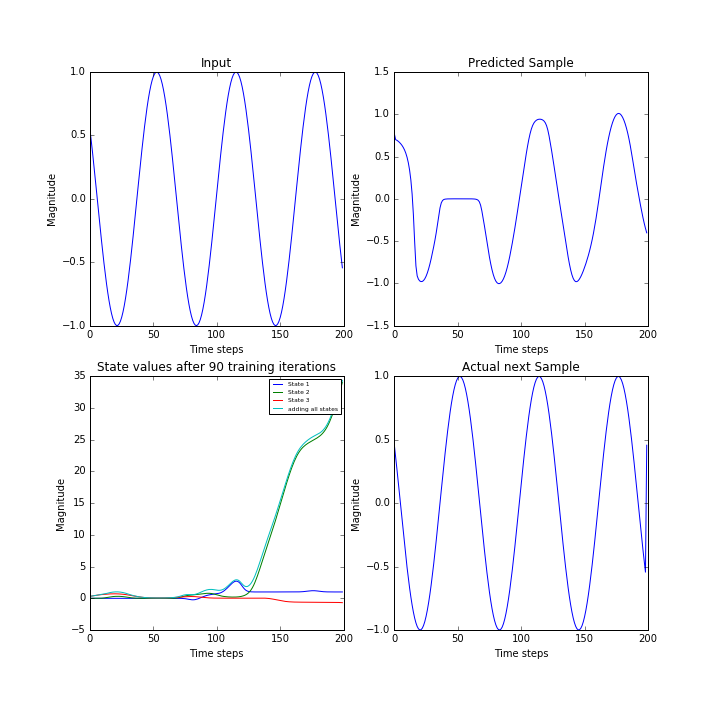 Input
Magnitude
1.0
0.5
0.0
−0.5
−1.0
0 50 100 150 200
Time steps
Predicted Sample
Magnitude
1.5
1.0
0.5
0.0
−0.5
−1.0
−1.5
0 50 100 150 200
Time steps
State values after 90 training iterations
Magnitude
35
30
25
20
15
10
5
0
−5
0 50 100 150 200
Time steps
State 1
State 2
State 3
adding all states
Actual next Sample
Magnitude
1.0
0.5
0.0
−0.5
−1.0
0 50 100 150 200
Time steps